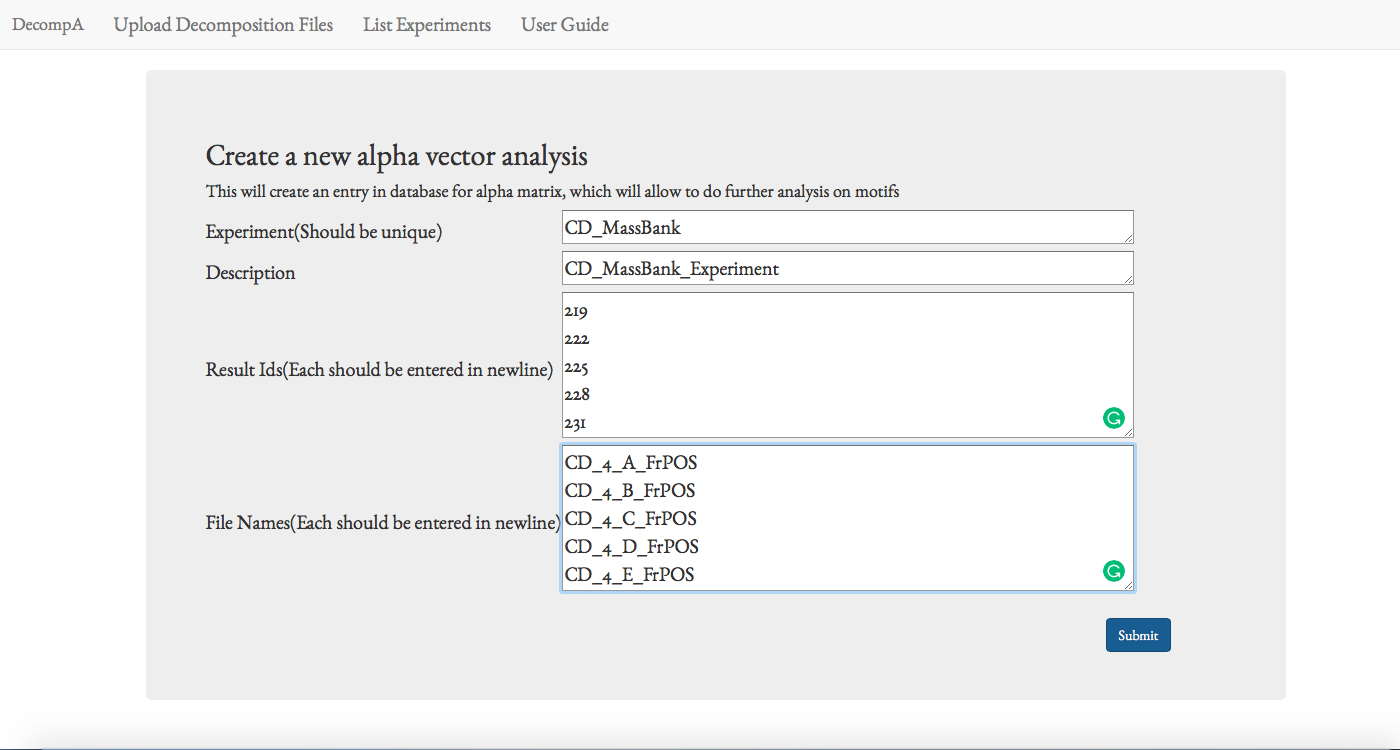 DecompA Upload Decomposition Files List Experiments User Guide
Create a new alpha vector analysis
This will create an entry in database for alpha matrix, which will allow to do further analysis on motifs
Experiment(Should be unique) CD_MassBank
Description CD_MassBank_Experiment
Result Ids(Each should be entered in newline)
219
222
225
228
231
File Names(Each should be entered in newline)
CD_4_A_FrPOS
CD_4_B_FrPOS
CD_4_C_FrPOS
CD_4_D_FrPOS
CD_4_E_FrPOS
Submit